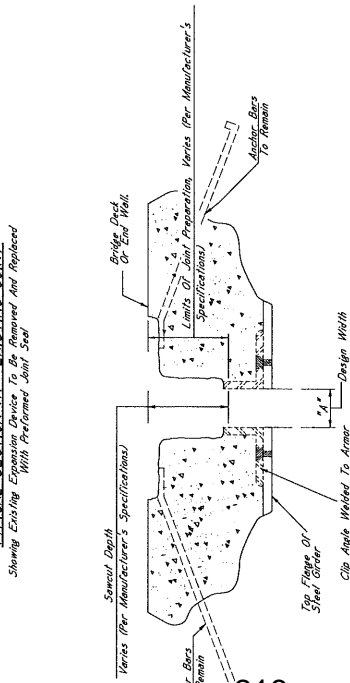 Showing Existing Expansion Device To Be Removed And Replaced
With Preformed Joint Seal
Bridge Deck
Or End Wall.
Limits Of Joint Preparation, Varies (Per Manufacturer's
Specifications)
Anchor Bars
To Remain
Sawcut Depth
Varies (Per Manufacturer's Specifications)
"A"
Design Width
Top Flange Of
Steel Girder
Clip Angle Welded To Armor
Bars
Remain